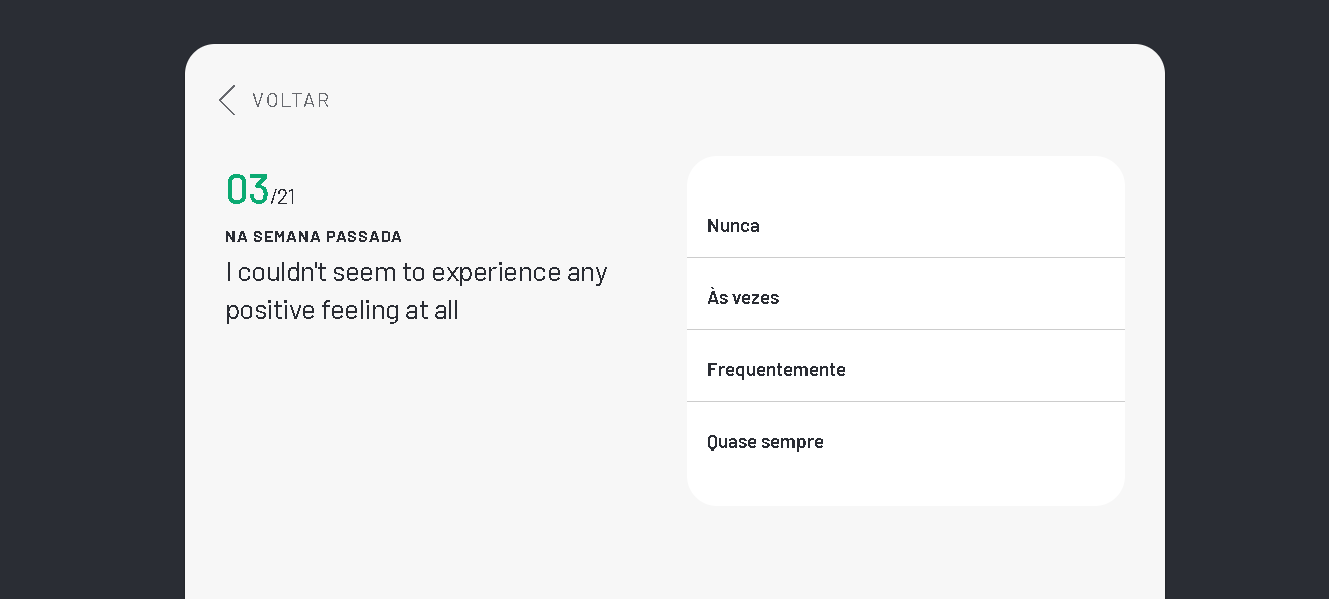 VOLTAR
03/21
NA SEMANA PASSADA
I couldn't seem to experience any
positive feeling at all
Nunca
Às vezes
Frequentemente
Quase sempre